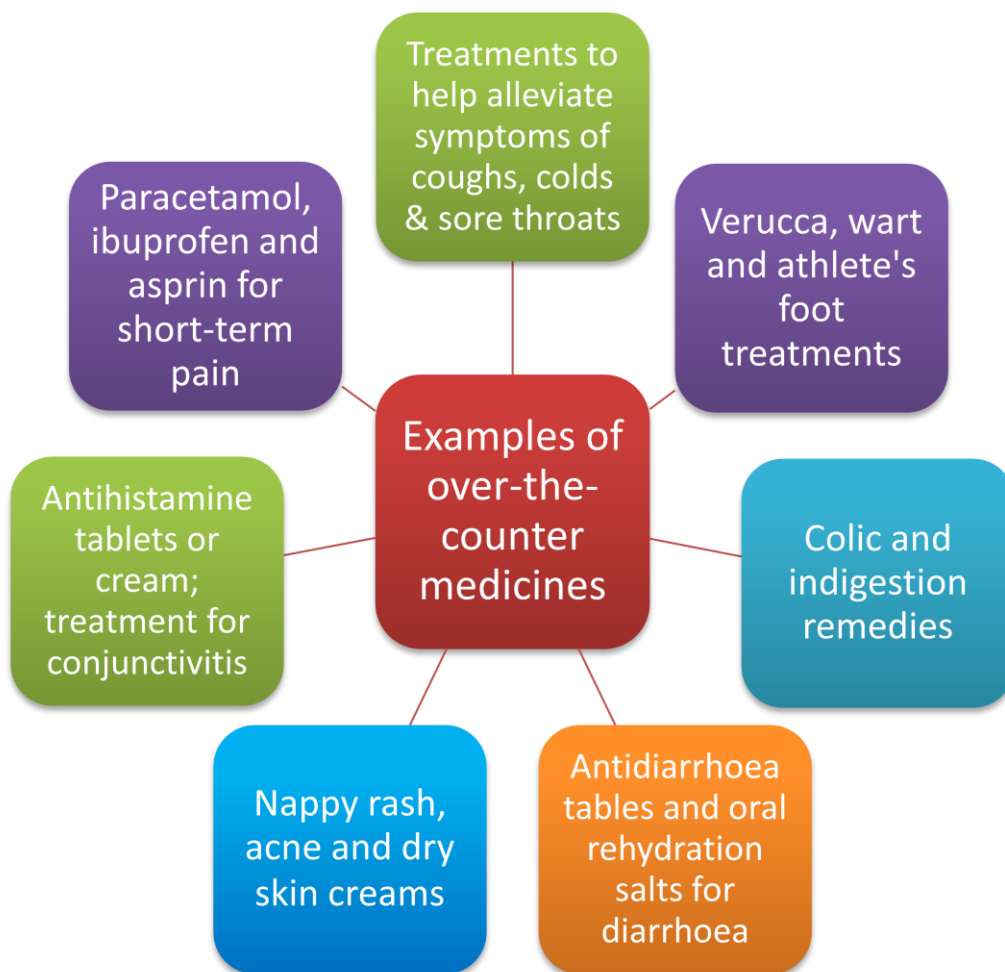 Treatments to
help alleviate
symptoms of
coughs, colds
& sore throats
Paracetamol,
ibuprofen and
asprin for
short-term
pain
Verucca, wart
and athlete's
foot
treatments
Examples of
over-the-
counter
medicines
Antihistamine
tablets or
cream;
treatment for
conjunctivitis
Colic and
indigestion
remedies
Nappy rash,
acne and dry
skin creams
Antidiarrhoea
tables and oral
rehydration
salts for
diarrhoea